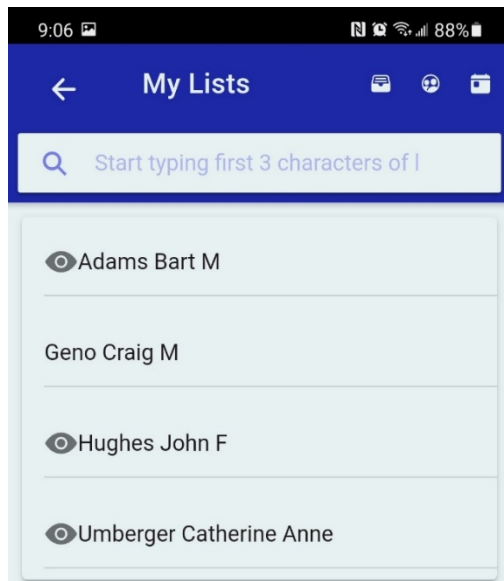 9:06 88%
My Lists
Start typing first 3 characters of l
Adams Bart M
Geno Craig M
Hughes John F
Umberger Catherine Anne